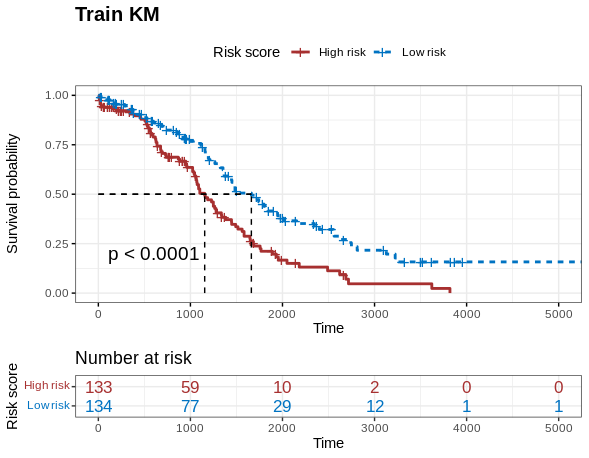 Train KM
Risk score High risk Low risk
Survival probability
1.00
0.75
0.50
0.25
0.00
p < 0.0001
0 1000 2000 3000 4000 5000
Time
Number at risk
Risk score
High risk 133 59 10 2 0 0
Low risk 134 77 29 12 1 1
0 1000 2000 3000 4000 5000
Time